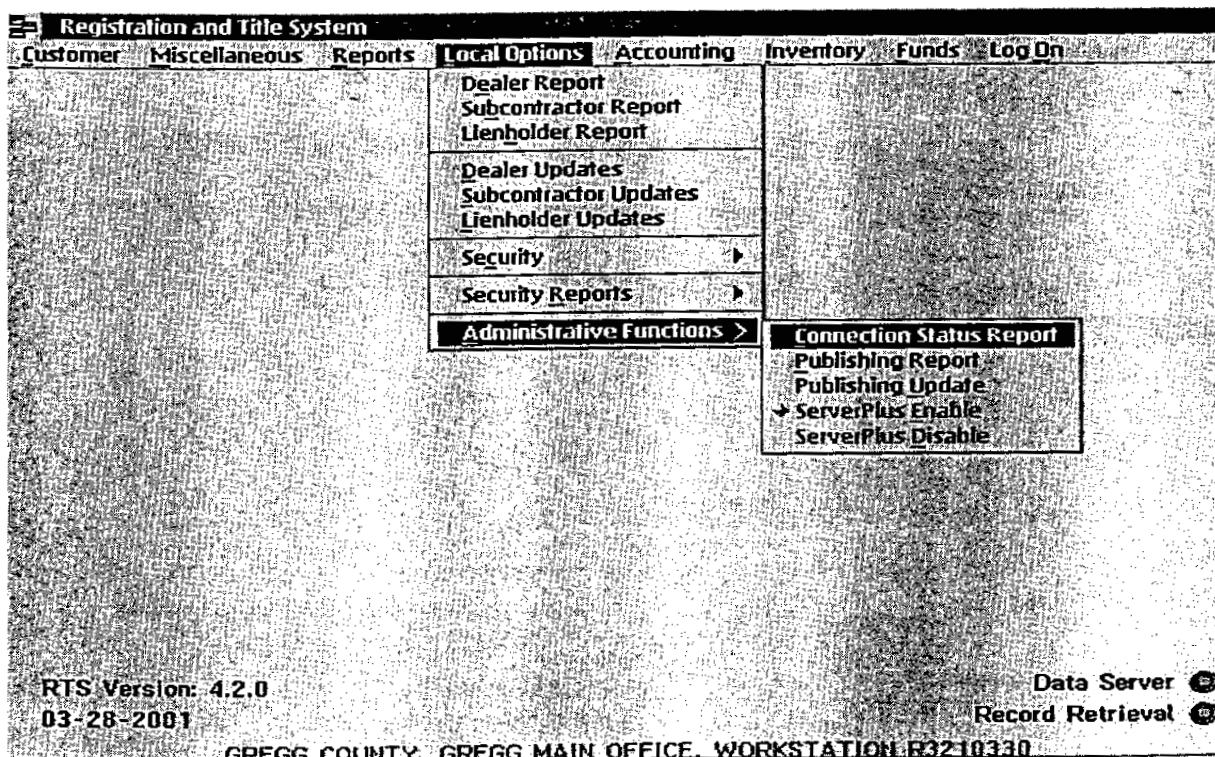 Registration and Title System
Customer Miscellaneous Reports Local Options Accounting Inventory Funds Log On
Dealer Report
Subcontractor Report
Lienholder Report
Dealer Updates
Subcontractor Updates
Lienholder Updates
Security
Security Reports
Administrative Functions >
Connection Status Report
Publishing Report
Publishing Update
ServerPlus Enable
ServerPlus Disable
RTS Version: 4.2.0
03-28-2001
Data Server
Record Retrieval
GREGG COUNTY, GREGG MAIN OFFICE, WORKSTATION R3210330